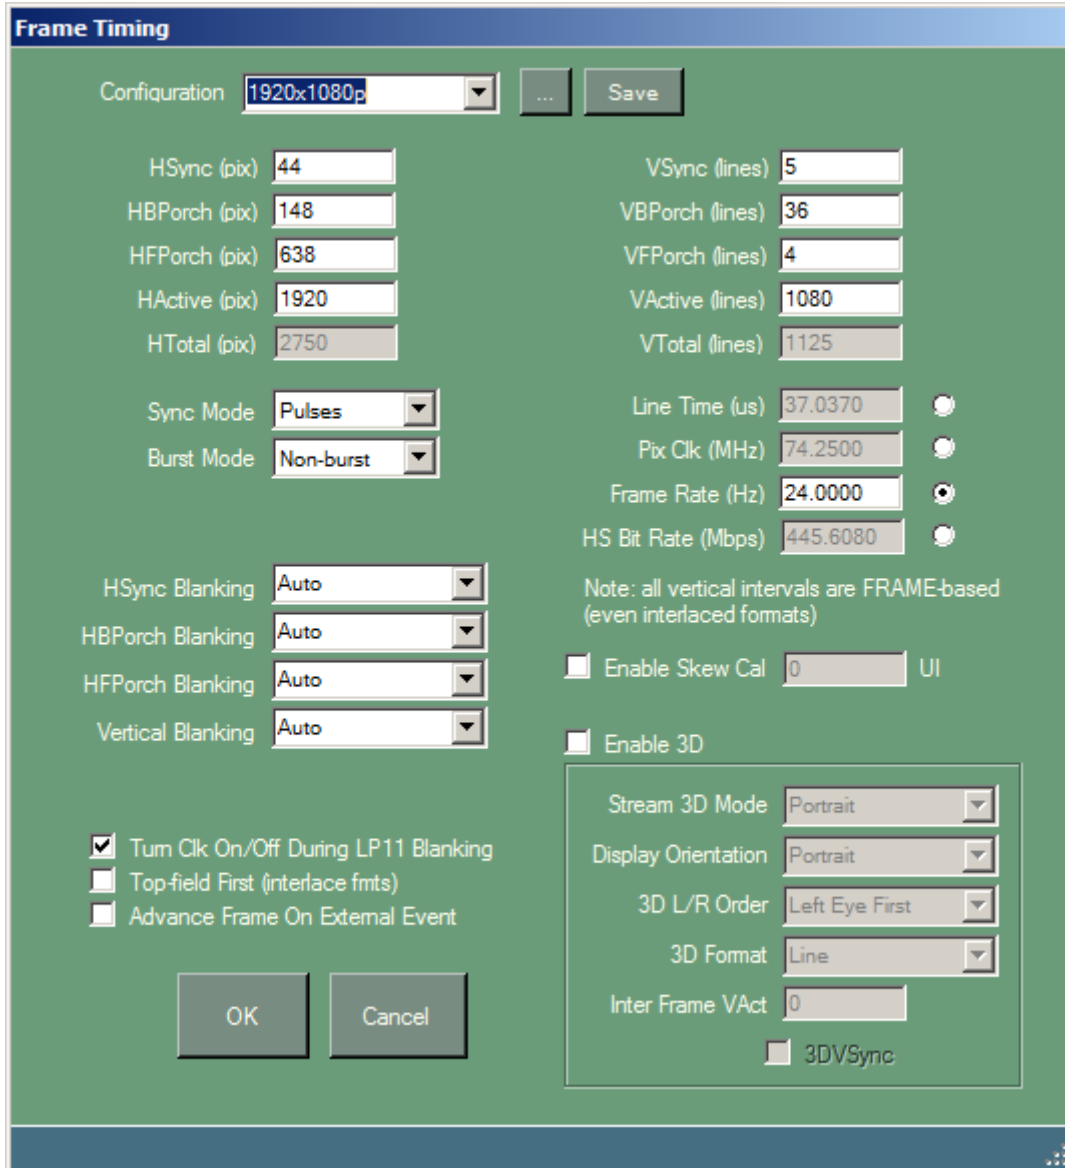 Frame Timing
Configuration 1920x1080p ... Save
HSync (pix) 44
HBPorch (pix) 148
HFPorch (pix) 638
HActive (pix) 1920
HTotal (pix) 2750
VSync (lines) 5
VBPorch (lines) 36
VFPorch (lines) 4
VActive (lines) 1080
VTotal (lines) 1125
Sync Mode Pulses
Burst Mode Non-burst
Line Time (us) 37.0370
Pix Clk (MHz) 74.2500
Frame Rate (Hz) 24.0000
HS Bit Rate (Mbps) 445.6080
HSync Blanking Auto
HBPorch Blanking Auto
HFPorch Blanking Auto
Vertical Blanking Auto
Note: all vertical intervals are FRAME-based
(even interlaced formats)
Enable Skew Cal 0 UI
Enable 3D
Stream 3D Mode Portrait
Display Orientation Portrait
3D L/R Order Left Eye First
3D Format Line
Inter Frame VAct 0
3DVSync
Turn Clk On/Off During LP11 Blanking
Top-field First (interlace fmts)
Advance Frame On External Event
OK Cancel